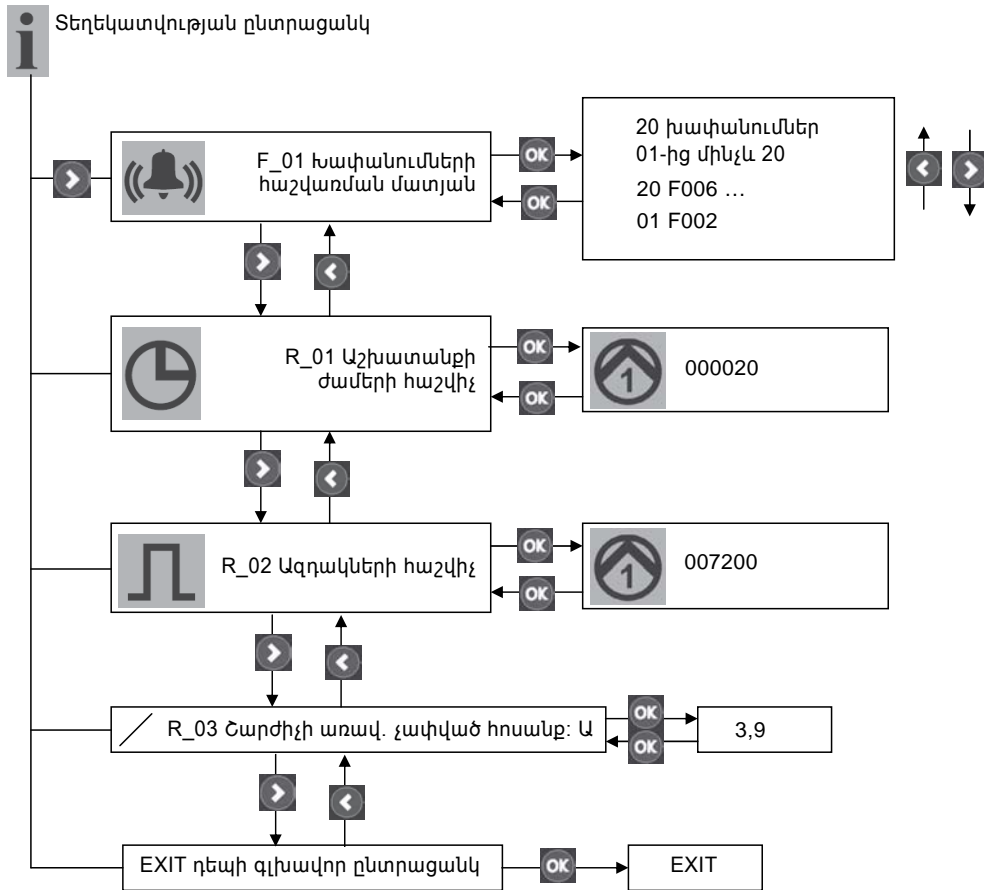 Տեղեկատվության ընտրացանկ
F_01 Խափանումների
հաշվառման մատյան
OK
OK
20 խափանումներ
01-ից մինչև 20
20 F006 …
01 F002
R_01 Աշխատանքի
ժամերի հաշվիչ
OK
OK
1
000020
R_02 Ազդակների հաշվիչ
OK
OK
1
007200
R_03 Շարժիչի առավ. չափված հոսանք: Ա
OK
OK
3,9
EXIT դեպի գլխավոր ընտրացանկ
OK
EXIT